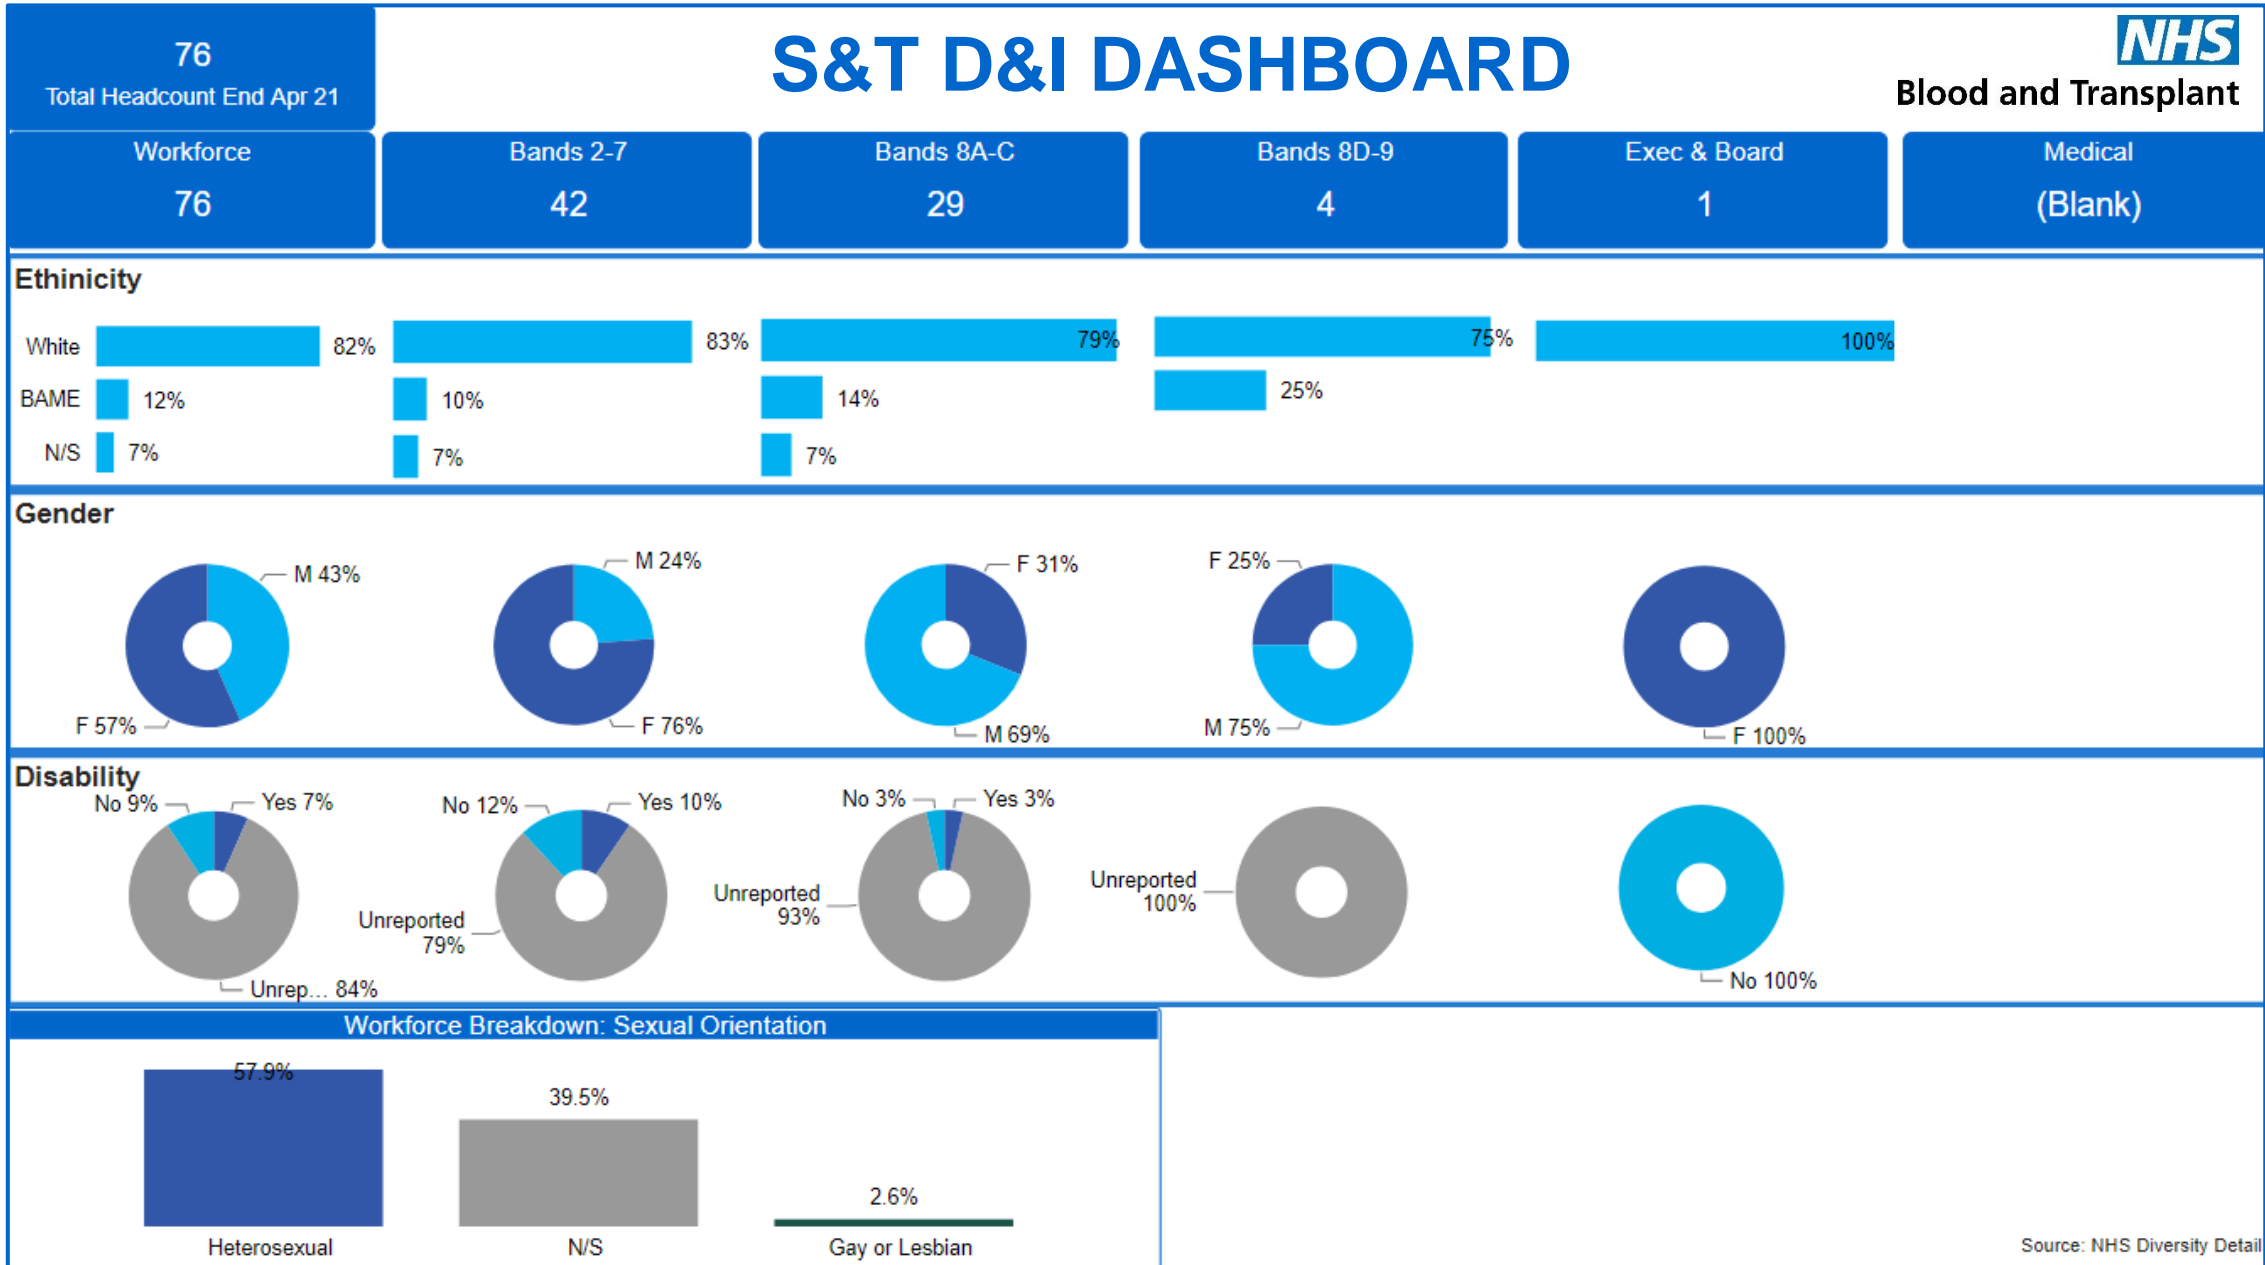 76
Total Headcount End Apr 21
S&T D&I DASHBOARD
NHS
Blood and Transplant
Workforce
76
Bands 2-7
42
Bands 8A-C
29
Bands 8D-9
4
Exec & Board
1
Medical
(Blank)
Ethinicity
White 82% 83% 79% 75% 100%
BAME 12% 10% 14% 25%
N/S 7% 7% 7%
Gender
M 43%
F 57%
M 24%
F 76%
F 31%
M 69%
F 25%
M 75%
F 100%
Disability
No 9%
Yes 7%
Unrep... 84%
No 12%
Yes 10%
Unreported
79%
No 3%
Yes 3%
Unreported
93%
Unreported
100%
No 100%
Workforce Breakdown: Sexual Orientation
57.9%
39.5%
2.6%
Heterosexual
N/S
Gay or Lesbian
Source: NHS Diversity Detail